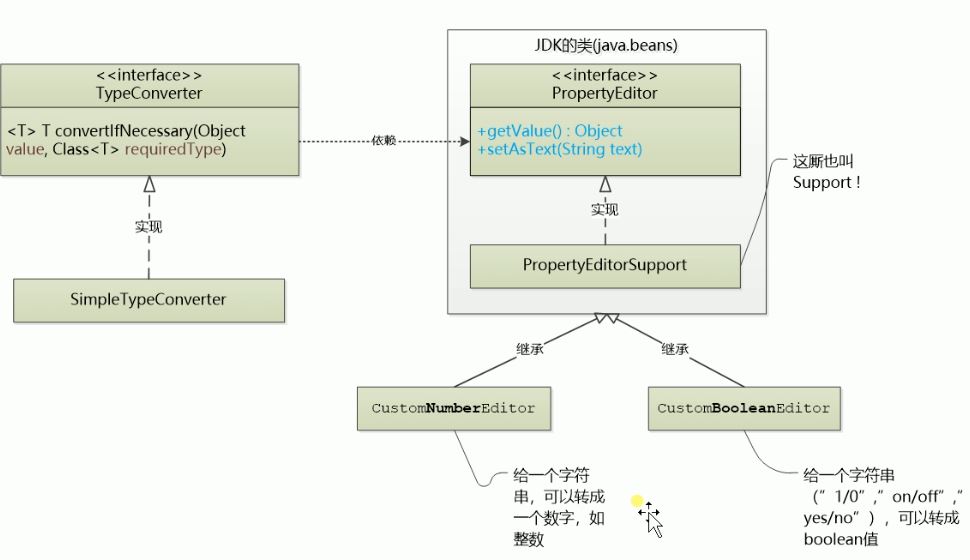 JDK的类(java.beans)
<<interface>>
TypeConverter
<T> T convertIfNecessary(Object
value, Class<T> requiredType)
依赖
<<interface>>
PropertyEditor
+getValue() : Object
+setAsText(String text)
这厮也叫
Support！
实现
实现
PropertyEditorSupport
SimpleTypeConverter
继承
继承
CustomNumberEditor
CustomBooleanEditor
给一个字符
串，可以转成
一个数字，如
整数
给一个字符串
（”1/0”,”on/off”,”
yes/no”），可以转成
boolean值